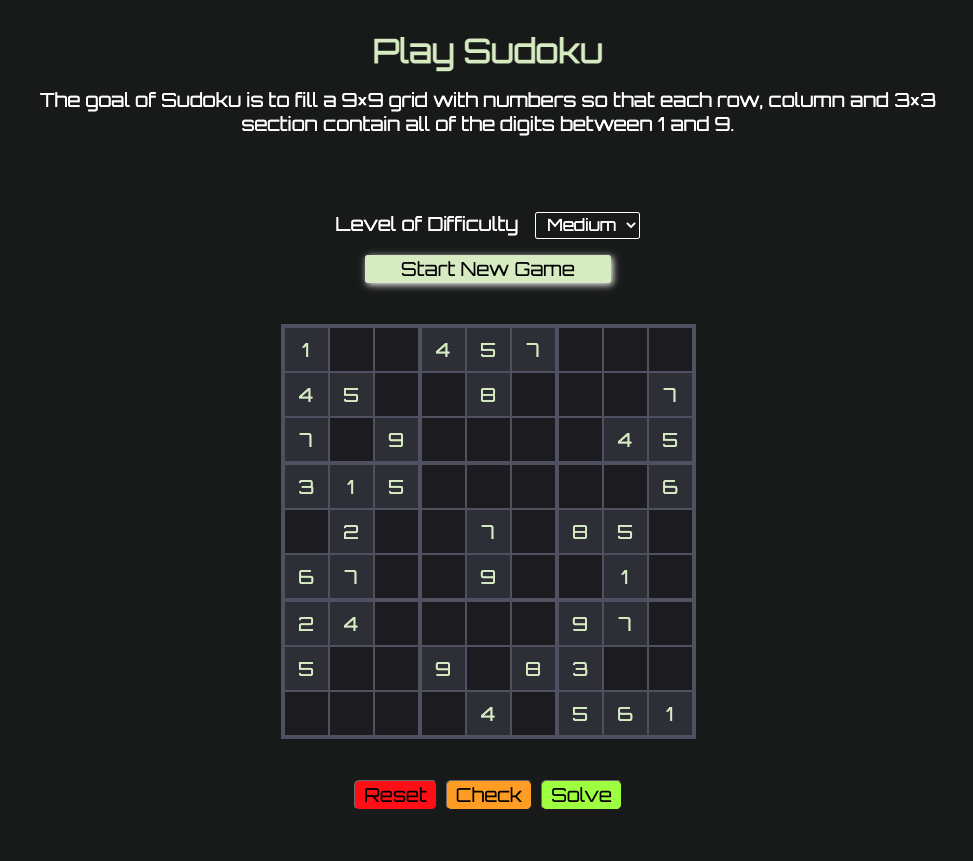 Play Sudoku
The goal of Sudoku is to fill a 9×9 grid with numbers so that each row, column and 3×3
section contain all of the digits between 1 and 9.
Level of Difficulty Medium
Start New Game
1 4 5 7
4 5 8 7
7 9 4 5
3 1 5 6
2 7 8 5
6 7 9 1
2 4 9 7
5 9 8 3
4 5 6 1
Reset Check Solve